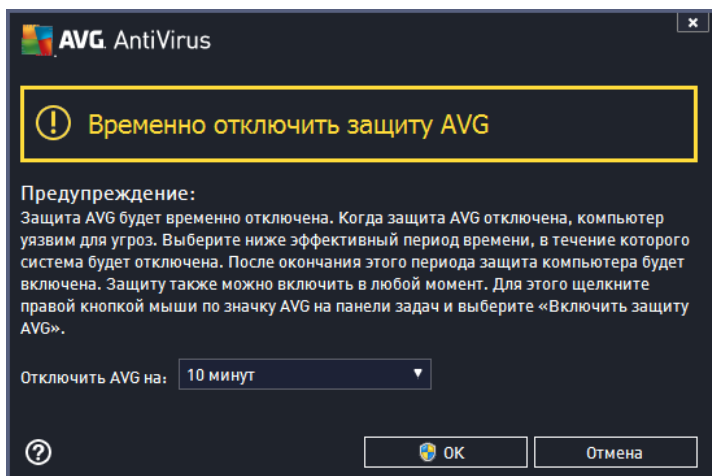 AVG. AntiVirus
Временно отключить защиту AVG
Предупреждение:
Защита AVG будет временно отключена. Когда защита AVG отключена, компьютер
уязвим для угроз. Выберите ниже эффективный период времени, в течение которого
система будет отключена. После окончания этого периода защита компьютера будет
включена. Защиту также можно включить в любой момент. Для этого щелкните
правой кнопкой мыши по значку AVG на панели задач и выберите «Включить защиту
AVG».
Отключить AVG на: 10 минут
OK Отмена